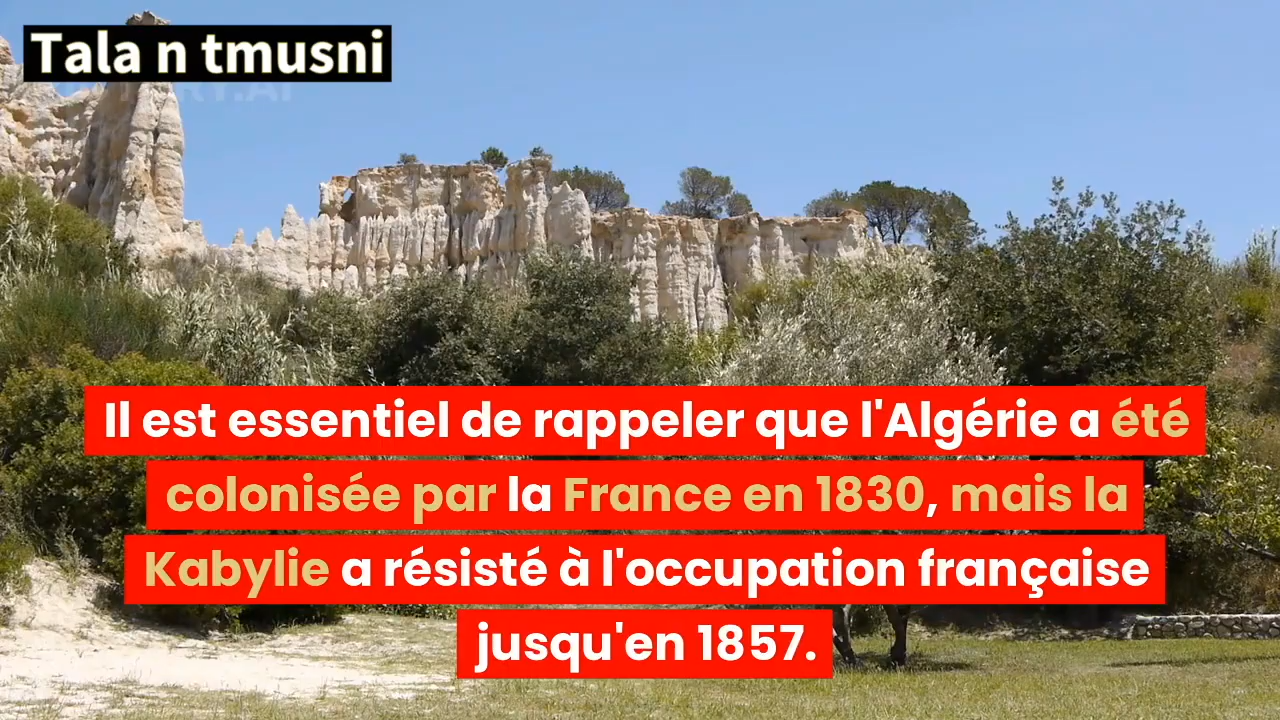 Tala n tmusni
Il est essentiel de rappeler que l'Algérie a été
colonisée par la France en 1830, mais la
Kabylie a résisté à l'occupation française
jusqu'en 1857.